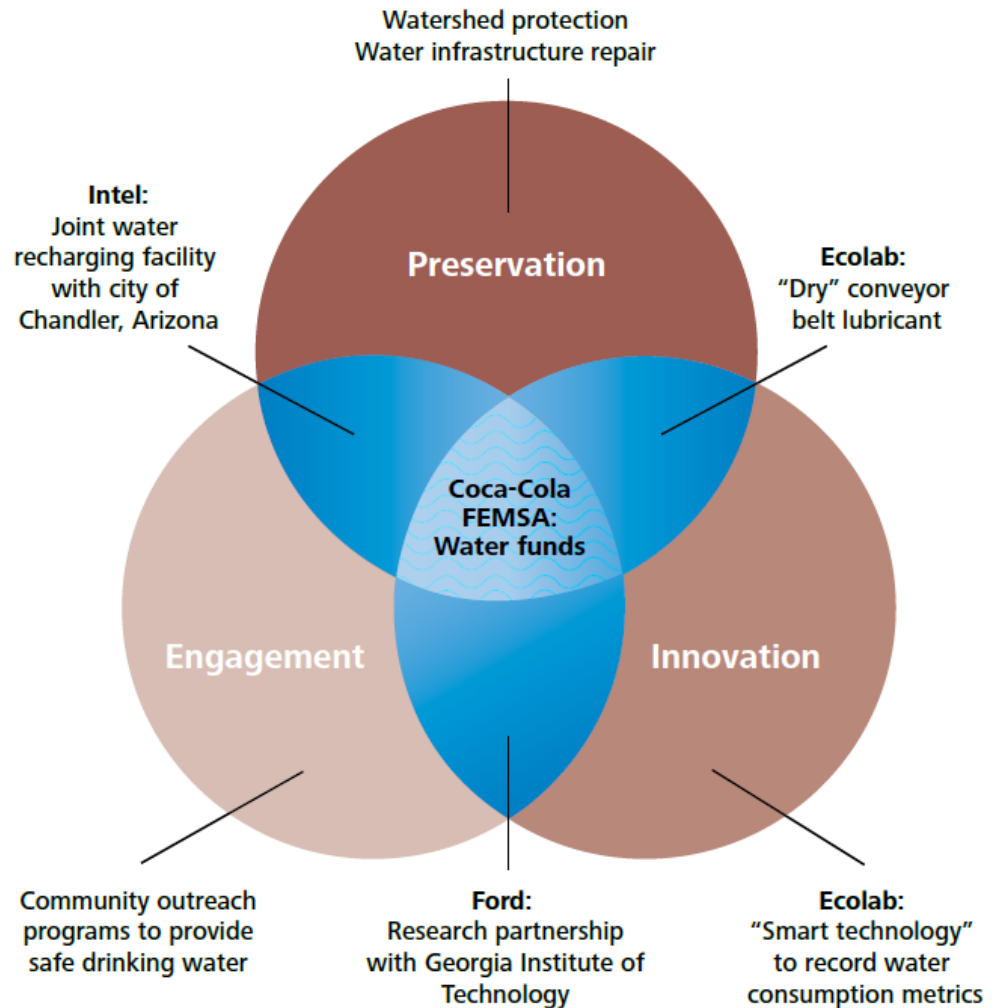 Watershed protection
Water infrastructure repair
Intel:
Joint water
recharging facility
with city of
Chandler, Arizona
Preservation
Ecolab:
“Dry” conveyor
belt lubricant
Coca-Cola
FEMSA:
Water funds
Engagement
Innovation
Community outreach
programs to provide
safe drinking water
Ford:
Research partnership
with Georgia Institute of
Technology
Ecolab:
“Smart technology”
to record water
consumption metrics